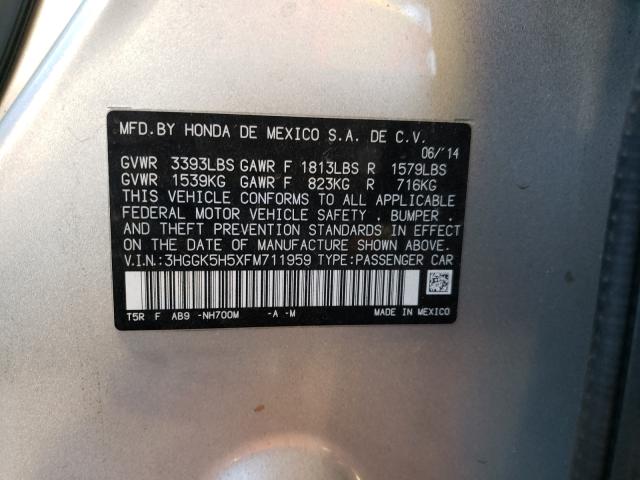 MFD.BY HONDA DE MEXICO S.A. DE C.V.
06/'14
GVWR 3393LBS GAWR F 1813LBS R 1579LBS
GVWR 1539KG GAWR F 823KG R 716KG
THIS VEHICLE CONFORMS TO ALL APPLICABLE
FEDERAL MOTOR VEHICLE SAFETY . BUMPER .
AND THEFT PREVENTION STANDARDS IN EFFECT
ON THE DATE OF MANUFACTURE SHOWN ABOVE.
V.I.N.:3HGGK5H5XFM711959 TYPE:PASSENGER CAR
T5R F AB9 -NH700M -A -M MADE IN MEXICO